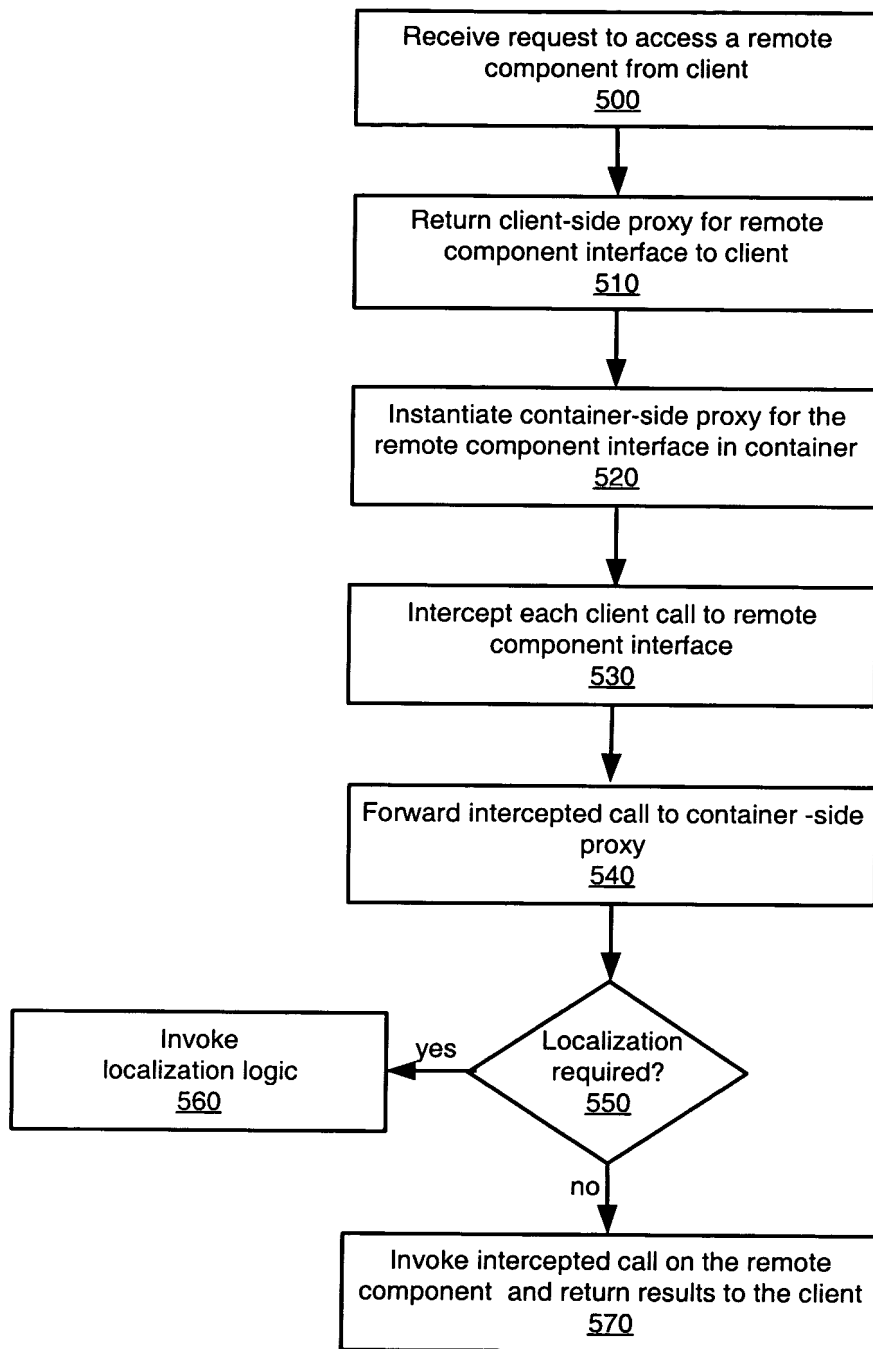 Receive request to access a remote
component from client
500
Return client-side proxy for remote
component interface to client
510
Instantiate container-side proxy for the
remote component interface in container
520
Intercept each client call to remote
component interface
530
Forward intercepted call to container -side
proxy
540
Localization
required?
550
yes
Invoke
localization logic
560
no
Invoke intercepted call on the remote
component and return results to the client
570